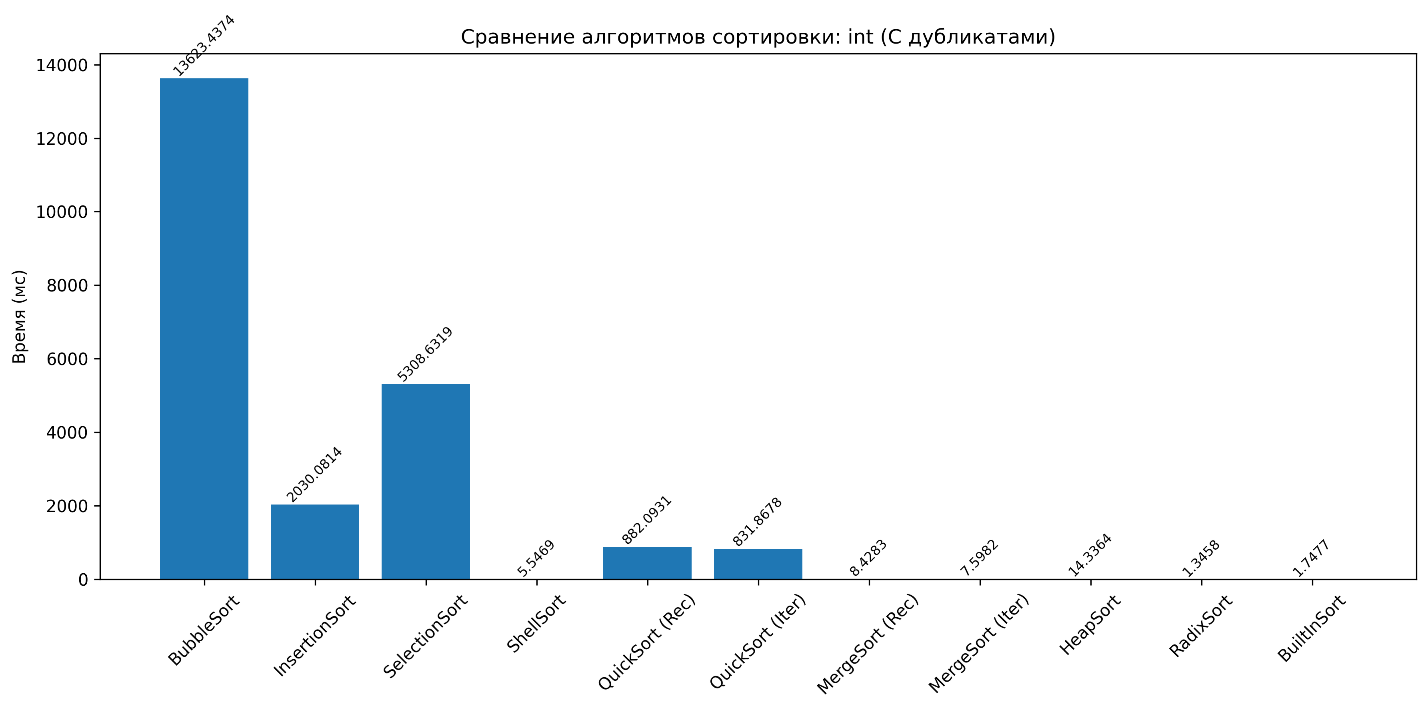 Сравнение алгоритмов сортировки: int (С дубликатами)
Время (мс)
14000
12000
10000
8000
6000
4000
2000
0
13623.4374
2030.0814
5308.6319
5.5469
882.0931
831.8678
8.4283
7.5982
14.3364
1.3458
1.7477
BubbleSort
InsertionSort
SelectionSort
ShellSort
QuickSort (Rec)
QuickSort (Iter)
MergeSort (Rec)
MergeSort (Iter)
HeapSort
RadixSort
BuiltInSort